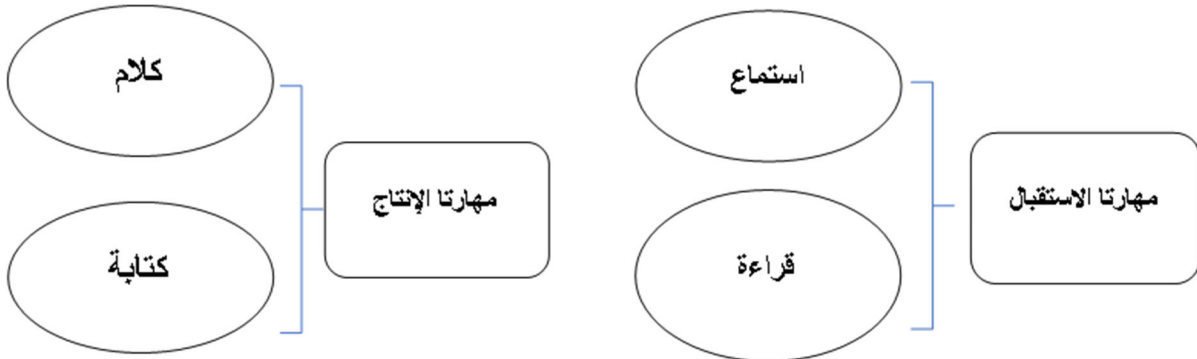 مهارتا الاستقبال
استماع
قراءة
مهارتا الإنتاج
كلام
كتابة